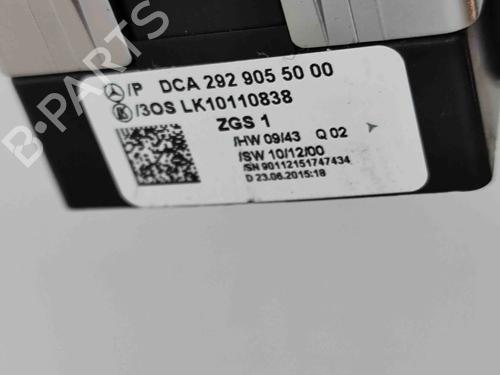 /P DCA 292 905 50 00
/3OS LK10110838
ZGS 1
/HW 09/43 Q 02
/SW 10/12/00
/SN 90112151747434
D 23.06.2015:18
B-PARTS